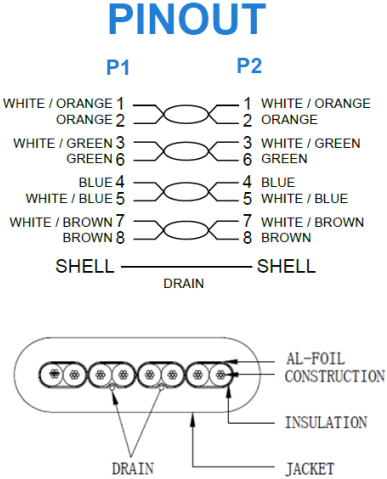 PINOUT
P1 P2
WHITE / ORANGE 1 1 WHITE / ORANGE
ORANGE 2 2 ORANGE
WHITE / GREEN 3 3 WHITE / GREEN
GREEN 6 6 GREEN
BLUE 4 4 BLUE
WHITE / BLUE 5 5 WHITE / BLUE
WHITE / BROWN 7 7 WHITE / BROWN
BROWN 8 8 BROWN
SHELL SHELL
DRAIN
AL-FOIL
CONSTRUCTION
INSULATION
DRAIN JACKET